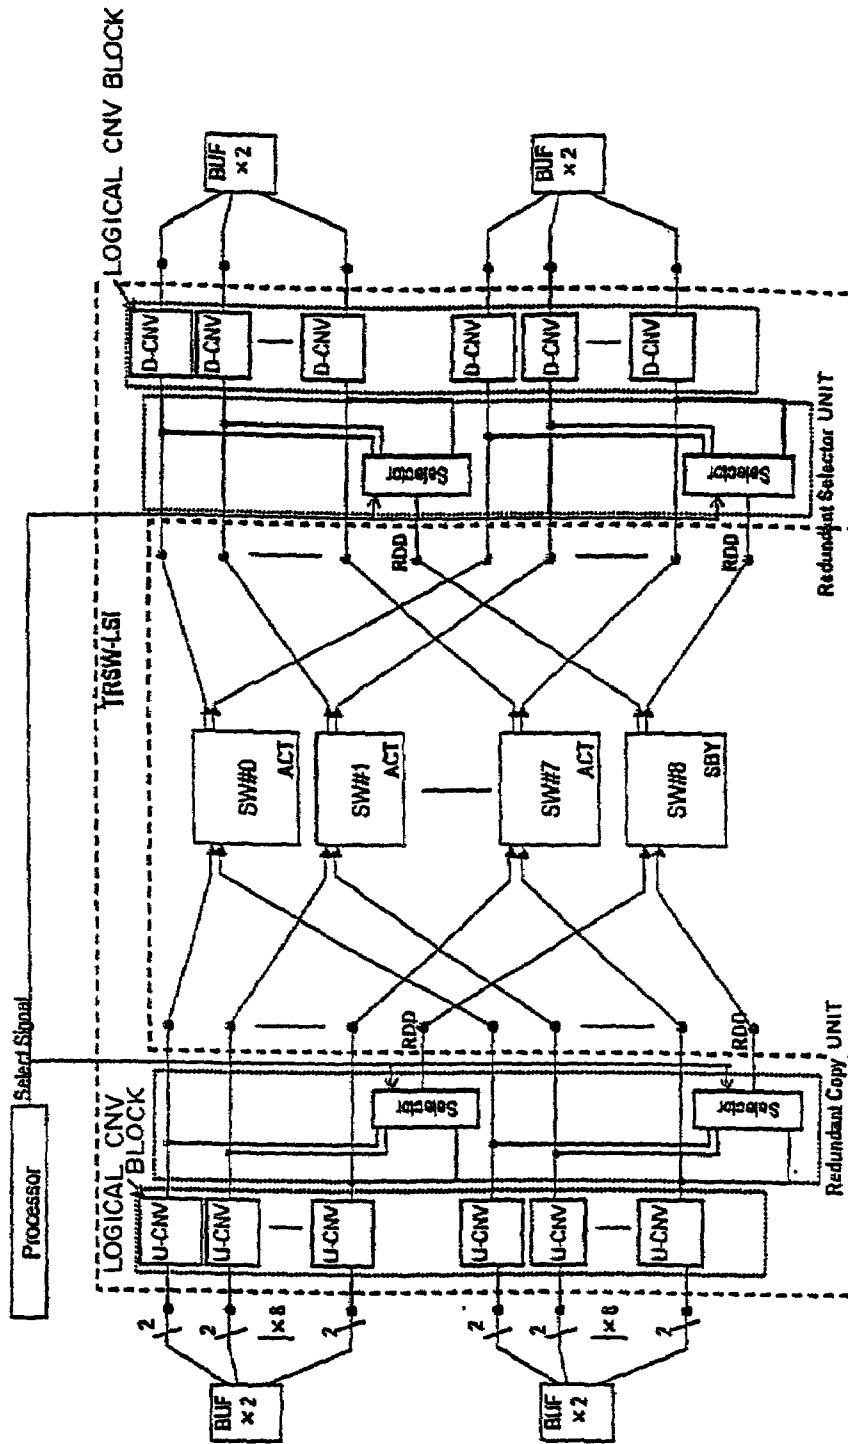 Processor
Select Signal
LOGICAL CNV
BLOCK
LOGICAL CNV BLOCK
TRSW-LSI
BUF
×2
2
2
×8
2
U-CNV
U-CNV
U-CNV
Selector
RDD
SW#0
ACT
SW#1
ACT
SW#7
ACT
SW#8
SBY
RDD
Selector
D-CNV
D-CNV
D-CNV
BUF
×2
BUF
×2
2
2
×8
2
U-CNV
U-CNV
U-CNV
Selector
RDD
Redundant Copy UNIT
RDD
Selector
Redundant Selector UNIT
D-CNV
D-CNV
D-CNV
BUF
×2